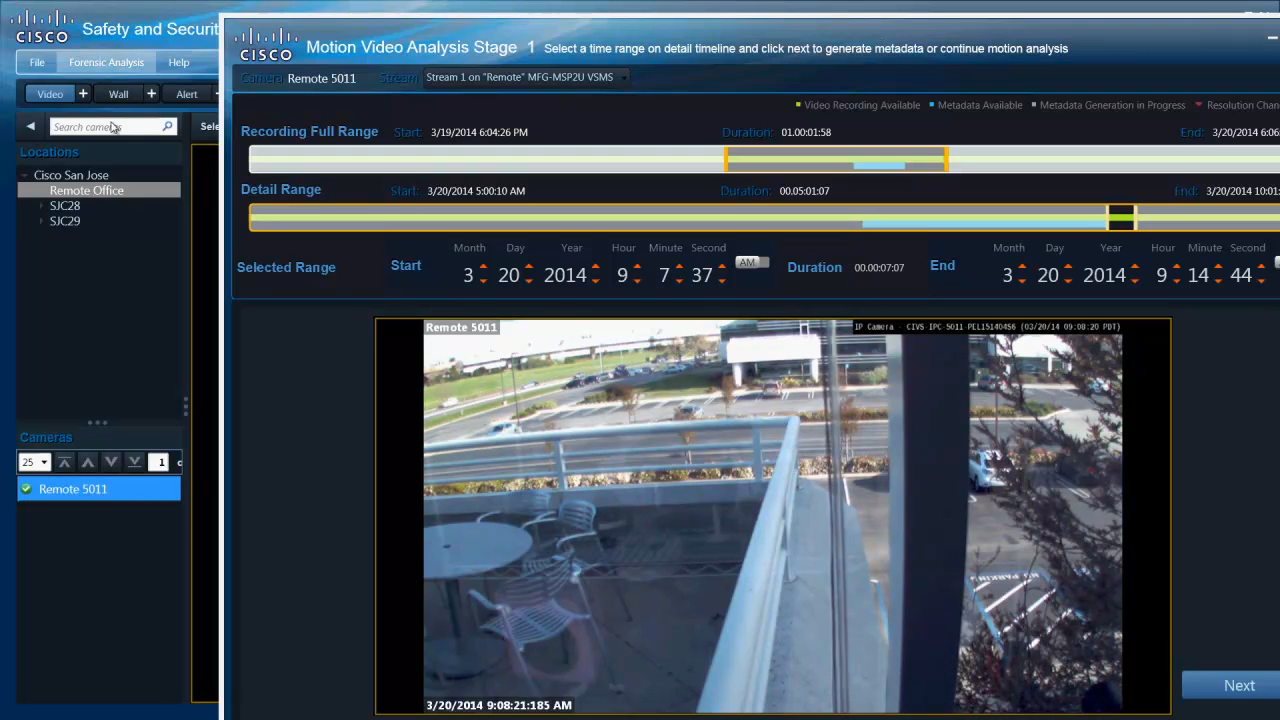 CISCO Safety and Securit
File Forensic Analysis Help
Video + Wall + Alert
Search cameras Sele
Locations
Cisco San Jose
Remote Office
SJC28
SJC29
Cameras
25 1
Remote 5011
CISCO Motion Video Analysis Stage 1 Select a time range on detail timeline and click next to generate metadata or continue motion analysis
Camera Remote 5011 Stream Stream 1 on "Remote" MFG-MSP2U VSMS
Video Recording Available Metadata Available Metadata Generation in Progress Resolution Chan
Recording Full Range Start: 3/19/2014 6:04:26 PM Duration: 01.00:01:58 End: 3/20/2014 6:06
Detail Range Start: 3/20/2014 5:00:10 AM Duration: 00.05:01:07 End: 3/20/2014 10:01:
Month Day Year Hour Minute Second Month Day Year Hour Minute Second
Selected Range Start 3 20 2014 9 7 37 AM Duration 00.00:07:07 End 3 20 2014 9 14 44
Remote 5011 IP Camera - CIVS-IPC-5011-PEL151404S6 (03/20/14 09:08:20 PDT)
NO PARKING
3/20/2014 9:08:21:185 AM
Next